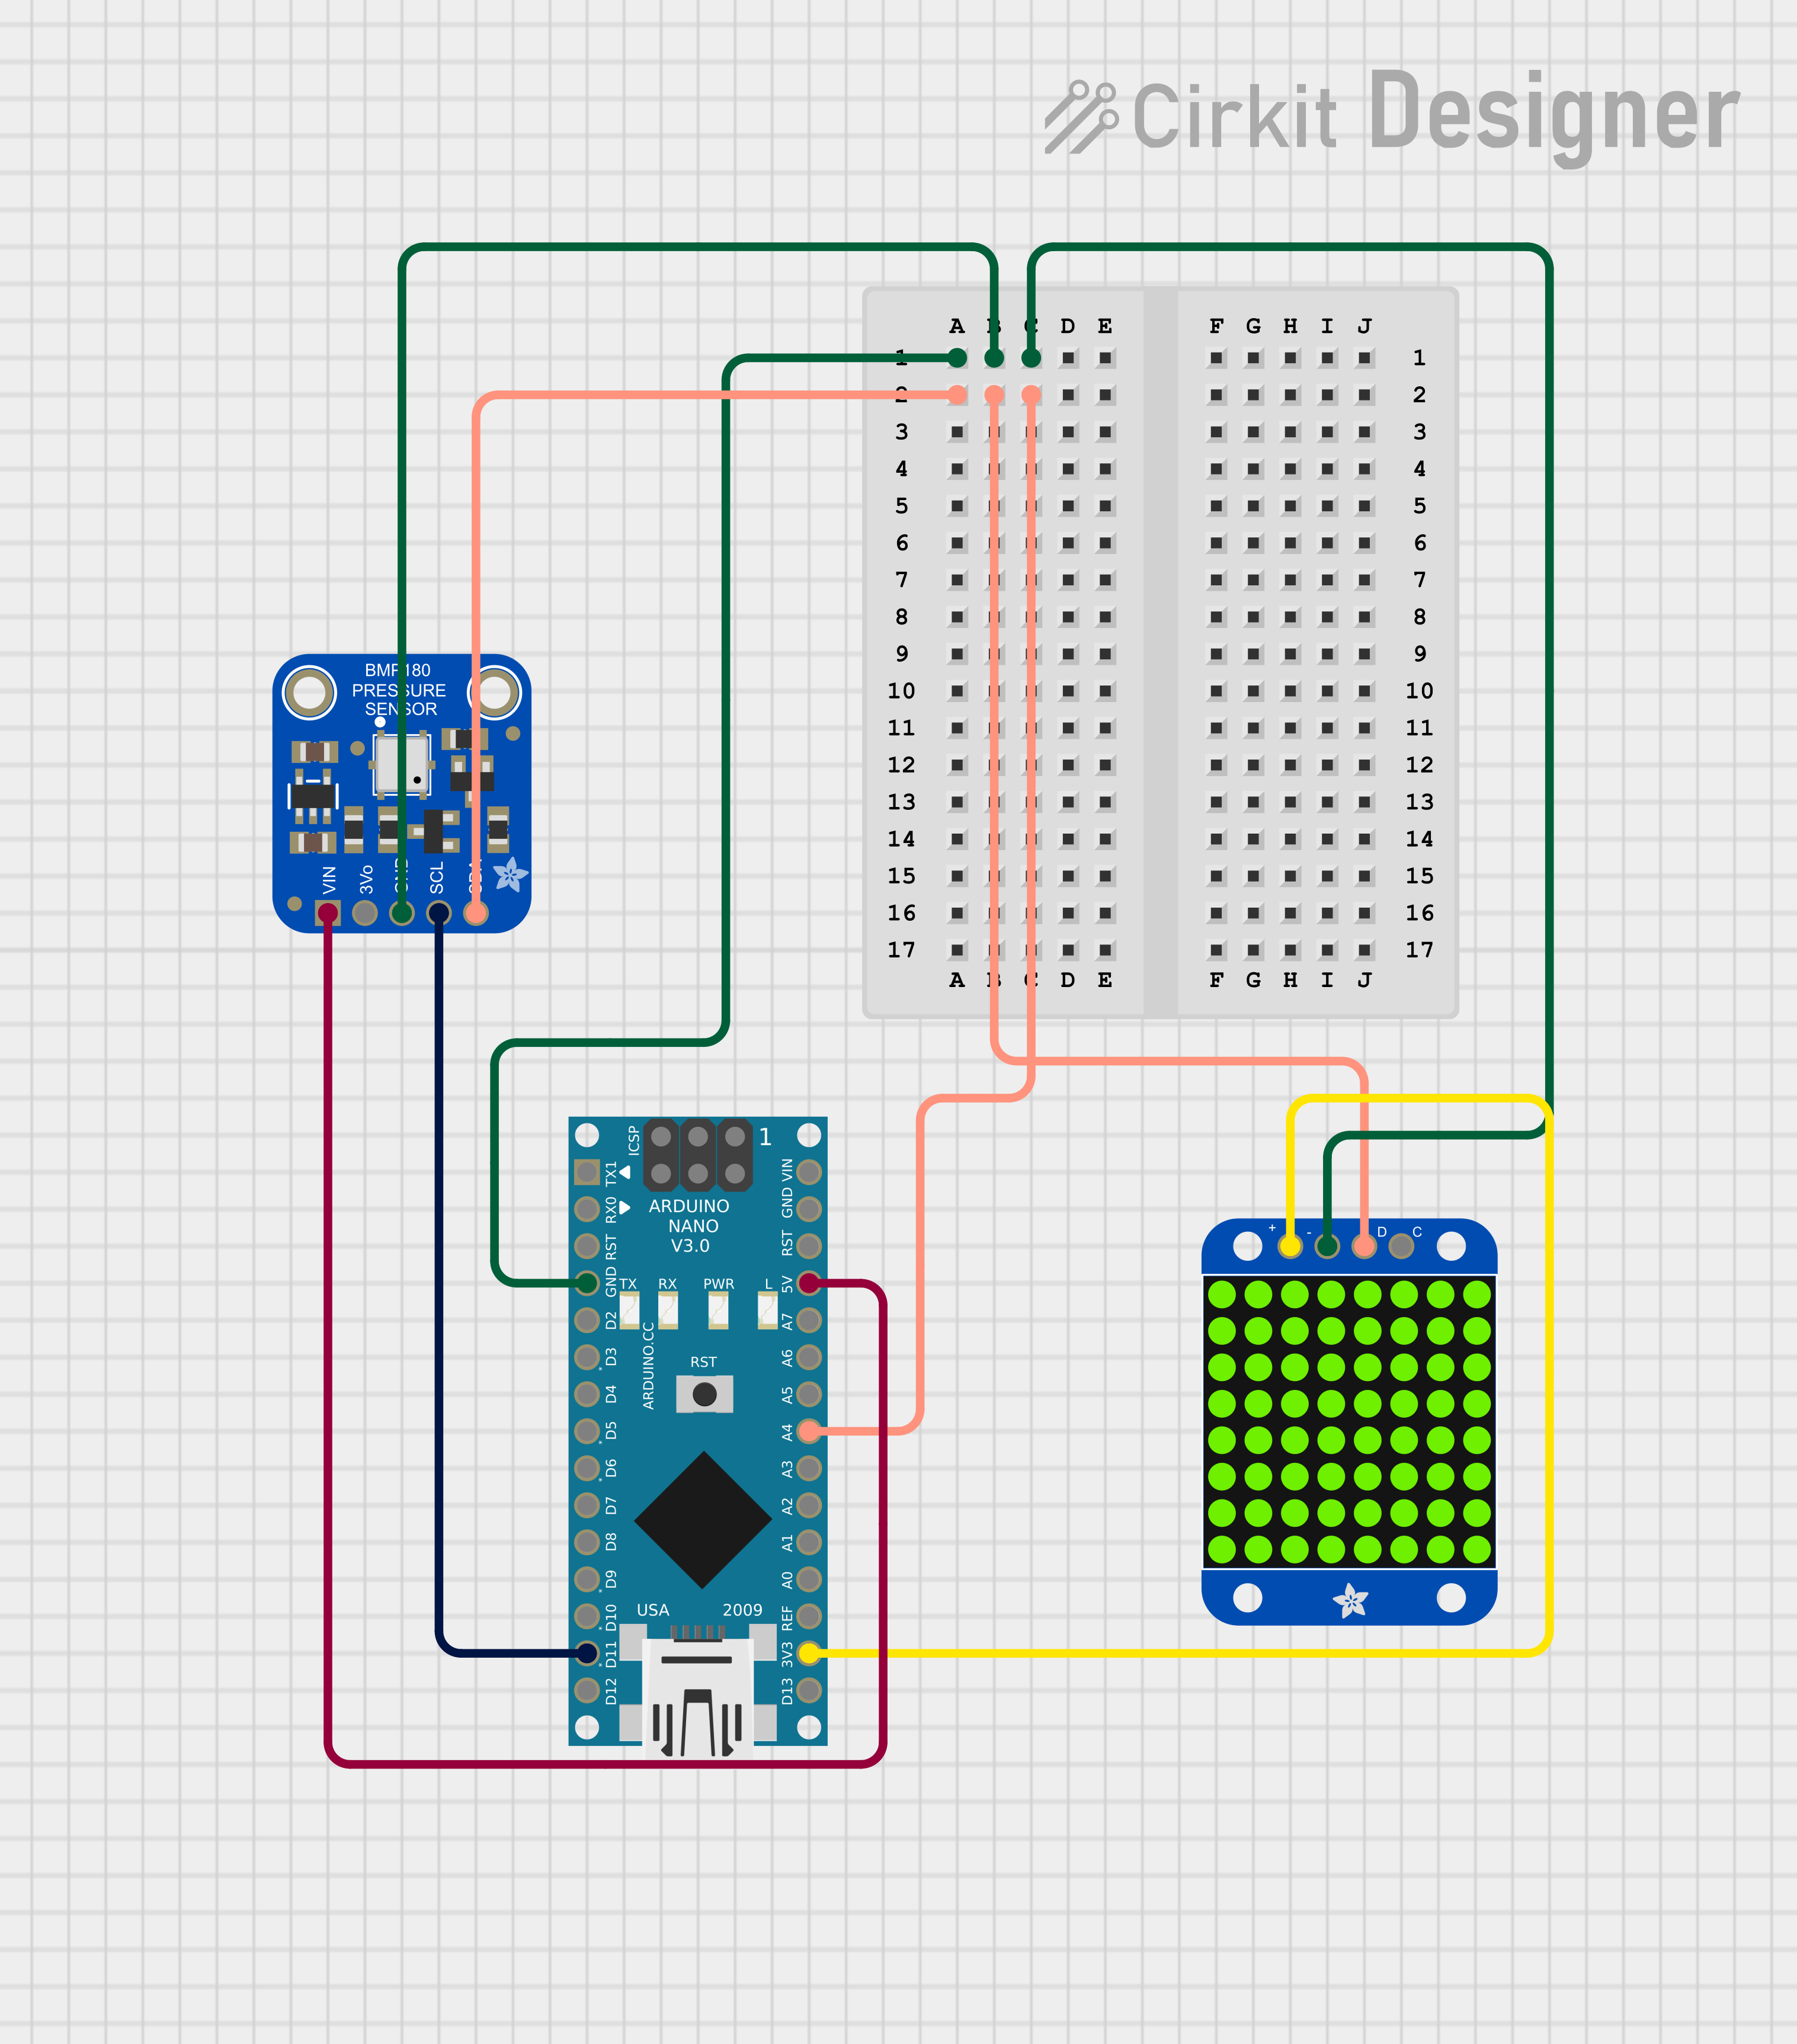 Cirkit Designer
A B C D E F G H I J
1 1
2 2
3 3
4 4
5 5
6 6
7 7
8 8
9 9
10 10
11 11
12 12
13 13
14 14
15 15
16 16
17 17
A B C D E F G H I J
BMP180
PRESSURE
SENSOR
VIN
3Vo
GND
SCL
SDA
ICSP
1
ARDUINO
NANO
V3.0
TX RX PWR L
ARDUINO.CC
RST
USA 2009
TX1
RX0
RST
GND
D2
D3
D4
D5
D6
D7
D8
D9
D10
D11
D12
VIN
GND
RST
5V
A7
A6
A5
A4
A3
A2
A1
A0
REF
3V3
D13
+ - D C